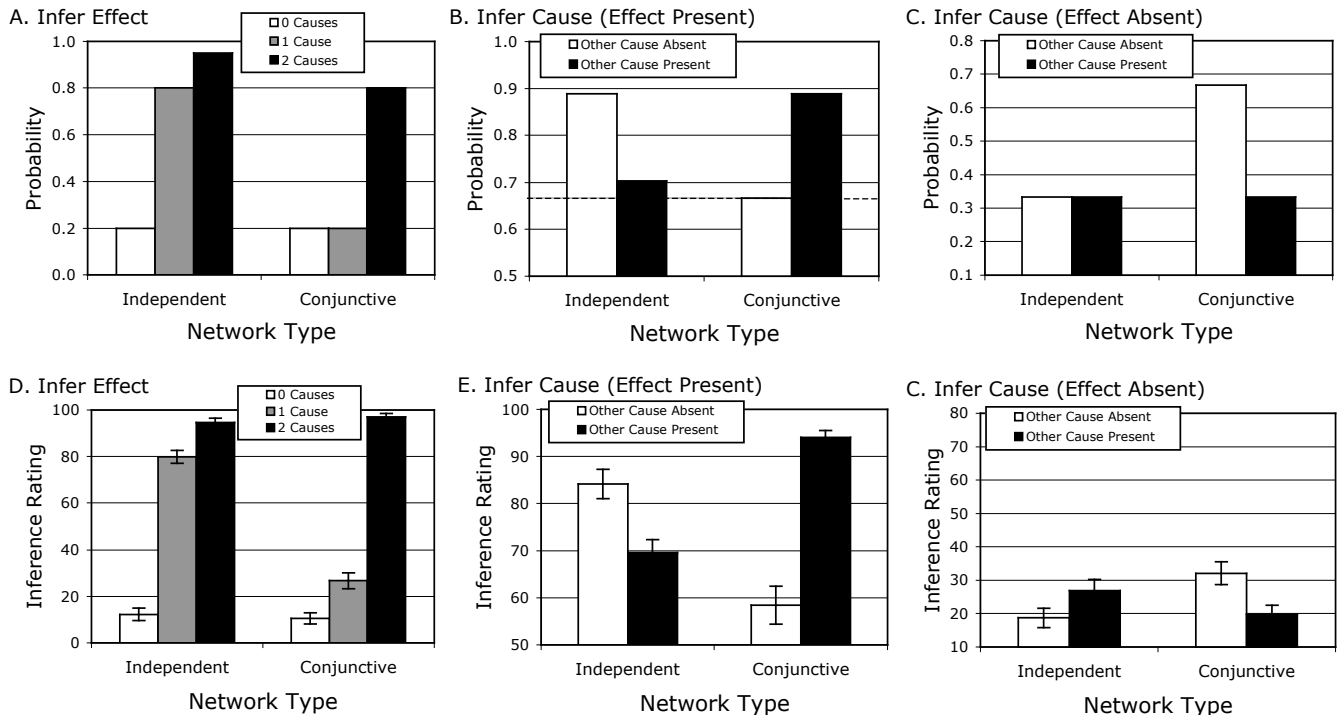 A. Infer Effect
0 Causes
1 Cause
2 Causes
1.0
0.8
0.6
0.4
0.2
0.0
Probability
Independent
Conjunctive
Network Type
B. Infer Cause (Effect Present)
Other Cause Absent
Other Cause Present
1.0
0.9
0.8
0.7
0.6
0.5
Probability
Independent
Conjunctive
Network Type
C. Infer Cause (Effect Absent)
Other Cause Absent
Other Cause Present
0.8
0.7
0.6
0.5
0.4
0.3
0.2
0.1
Probability
Independent
Conjunctive
Network Type
D. Infer Effect
0 Causes
1 Cause
2 Causes
100
80
60
40
20
0
Inference Rating
Independent
Conjunctive
Network Type
E. Infer Cause (Effect Present)
Other Cause Absent
Other Cause Present
100
90
80
70
60
50
Inference Rating
Independent
Conjunctive
Network Type
C. Infer Cause (Effect Absent)
Other Cause Absent
Other Cause Present
80
70
60
50
40
30
20
10
Inference Rating
Independent
Conjunctive
Network Type